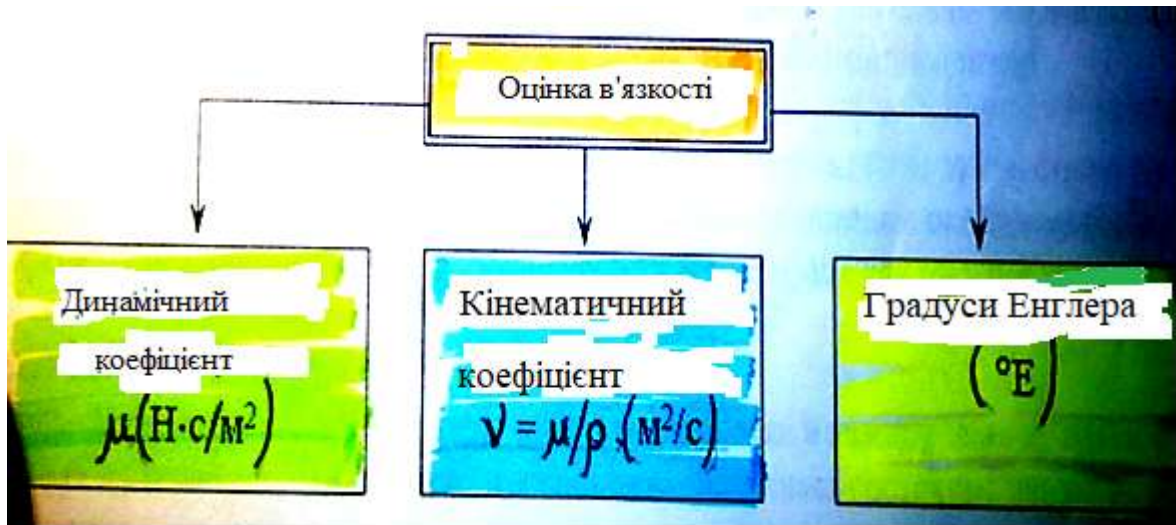 Оцінка в'язкості
Динамічний
коефіцієнт
μ(Н·с/м²)
Кінематичний
коефіцієнт
ν = μ/ρ,(м²/с)
Градуси Енглера
(°Е)